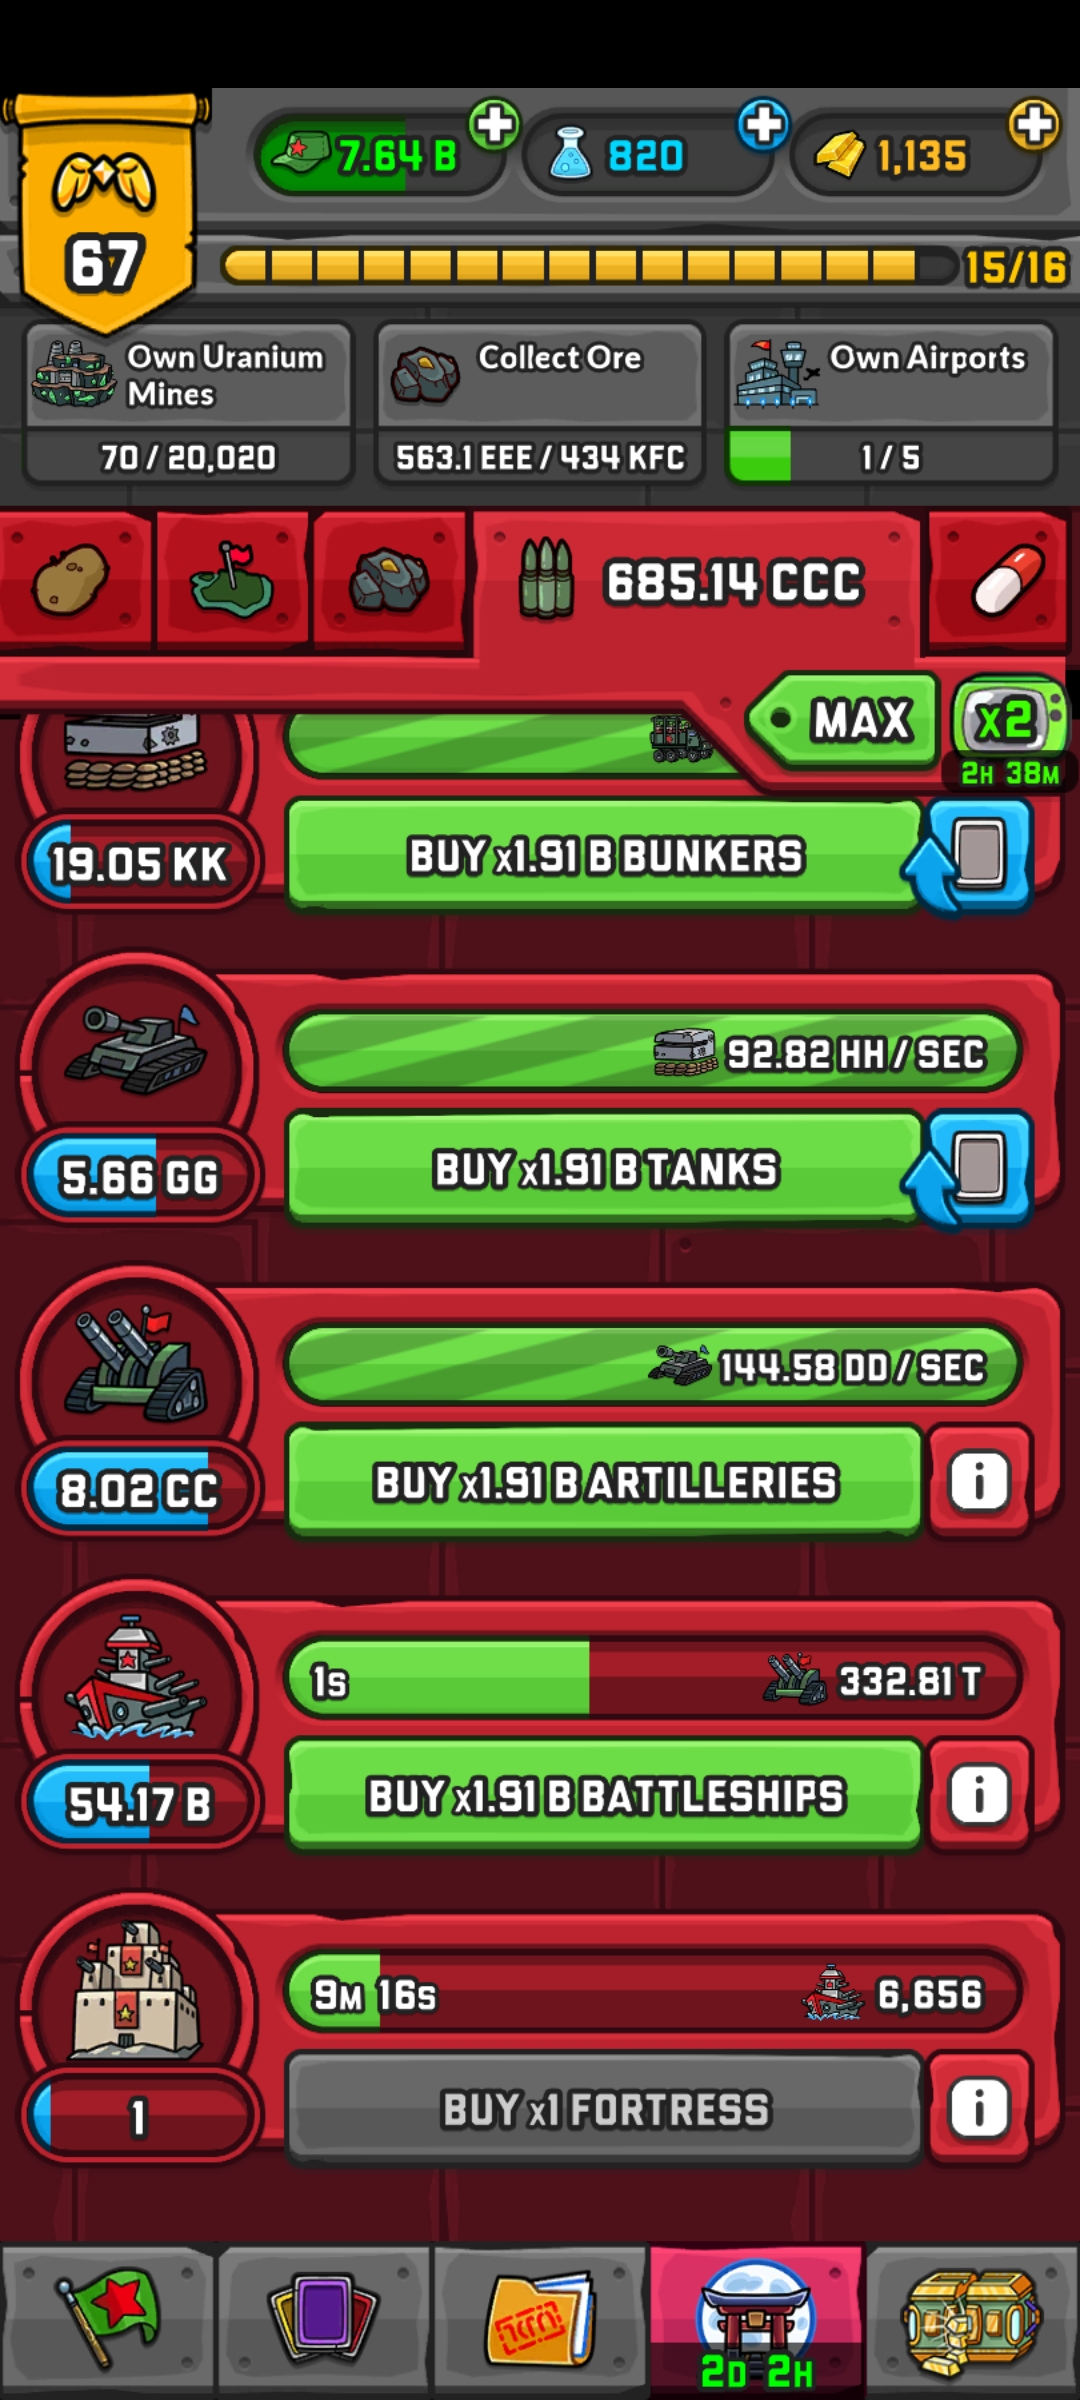 7.64 B
820
1,135
67
15/16
Own Uranium
Mines
70 / 20,020
Collect Ore
563.1 EEE / 434 KFC
Own Airports
1 / 5
685.14 CCC
MAX
x2
2H 38M
19.05 KK
BUY x1.91 B BUNKERS
92.82 HH / SEC
5.66 GG
BUY x1.91 B TANKS
144.58 DD / SEC
8.02 CC
BUY x1.91 B ARTILLERIES
1S
332.81 T
54.17 B
BUY x1.91 B BATTLESHIPS
9M 16S
6,656
1
BUY x1 FORTRESS
2D 2H